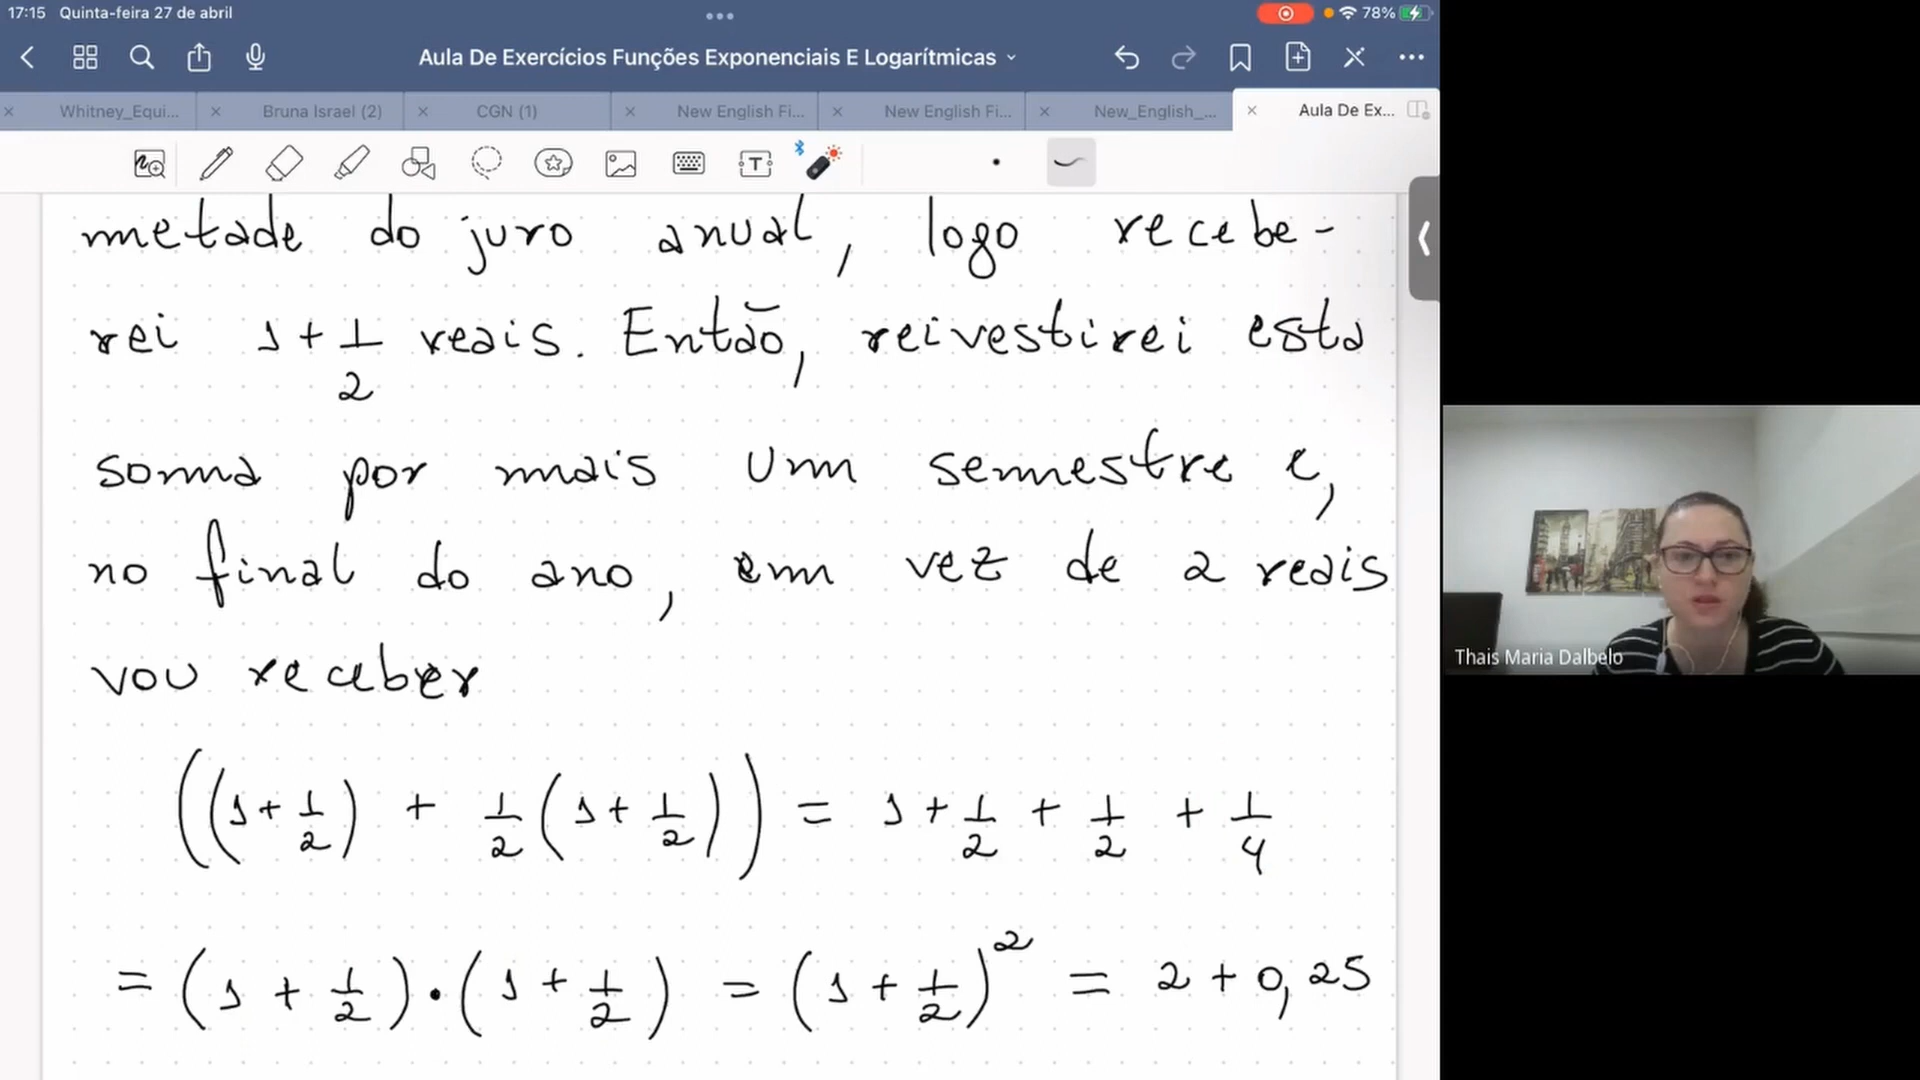 17:15 Quinta-feira 27 de abril
78%
Aula De Exercícios Funções Exponenciais E Logarítmicas
Whitney_Equi... Bruna Israel (2) CGN (1) New English Fi... New English Fi... New_English_... Aula De Ex...
metade do juro anual, logo recebe-
rei 1 + 1/2 reais. Então, reivestirei esta
soma por mais um semestre e,
no final do ano, em vez de 2 reais
vou receber
((1 + 1/2) + 1/2 (1 + 1/2)) = 1 + 1/2 + 1/2 + 1/4
= (1 + 1/2) · (1 + 1/2) = (1 + 1/2)² = 2 + 0,25
Thais Maria Dalbelo